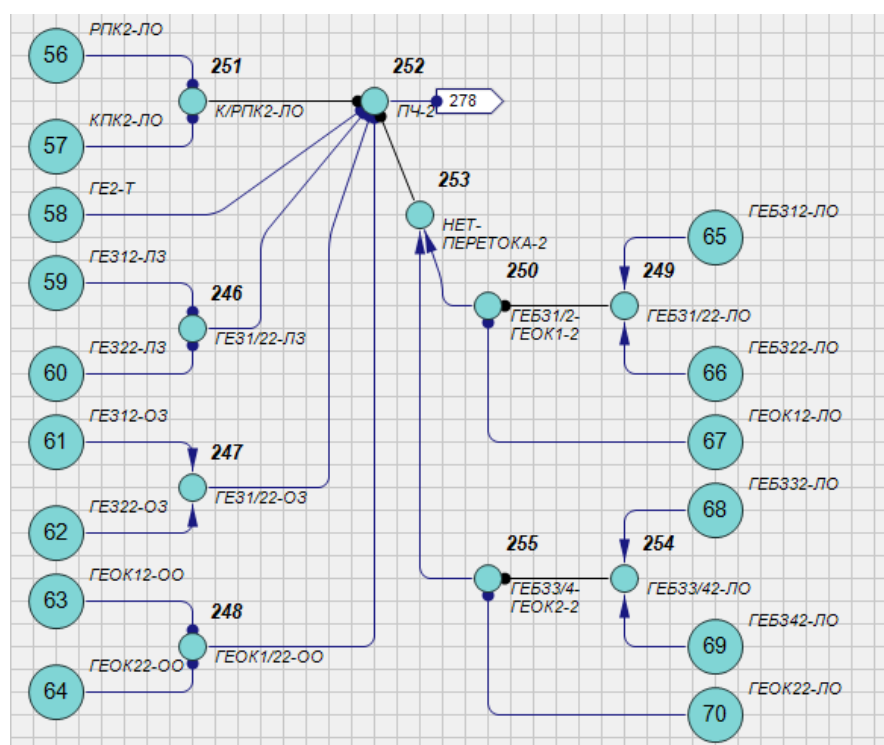 РПК2-ЛО
56
251
252
278
К/РПК2-ЛО
ПЧ-2
КПК2-ЛО
57
253
ГЕ2-Т
58
НЕТ-
ПЕРЕТОКА-2
ГЕБ312-ЛО
65
ГЕ312-ЛЗ
59
246
250
249
ГЕ31/22-ЛЗ
ГЕБ31/2-
ГЕОК1-2
ГЕБ31/22-ЛО
ГЕ322-ЛЗ
60
ГЕБ322-ЛО
66
ГЕ312-ОЗ
61
ГЕОК12-ЛО
67
247
ГЕ31/22-ОЗ
ГЕБ332-ЛО
68
ГЕ322-ОЗ
62
255
254
ГЕБ33/4-
ГЕОК2-2
ГЕБ33/42-ЛО
ГЕОК12-ОО
63
248
ГЕОК1/22-ОО
ГЕБ342-ЛО
69
ГЕОК22-ОО
64
ГЕОК22-ЛО
70